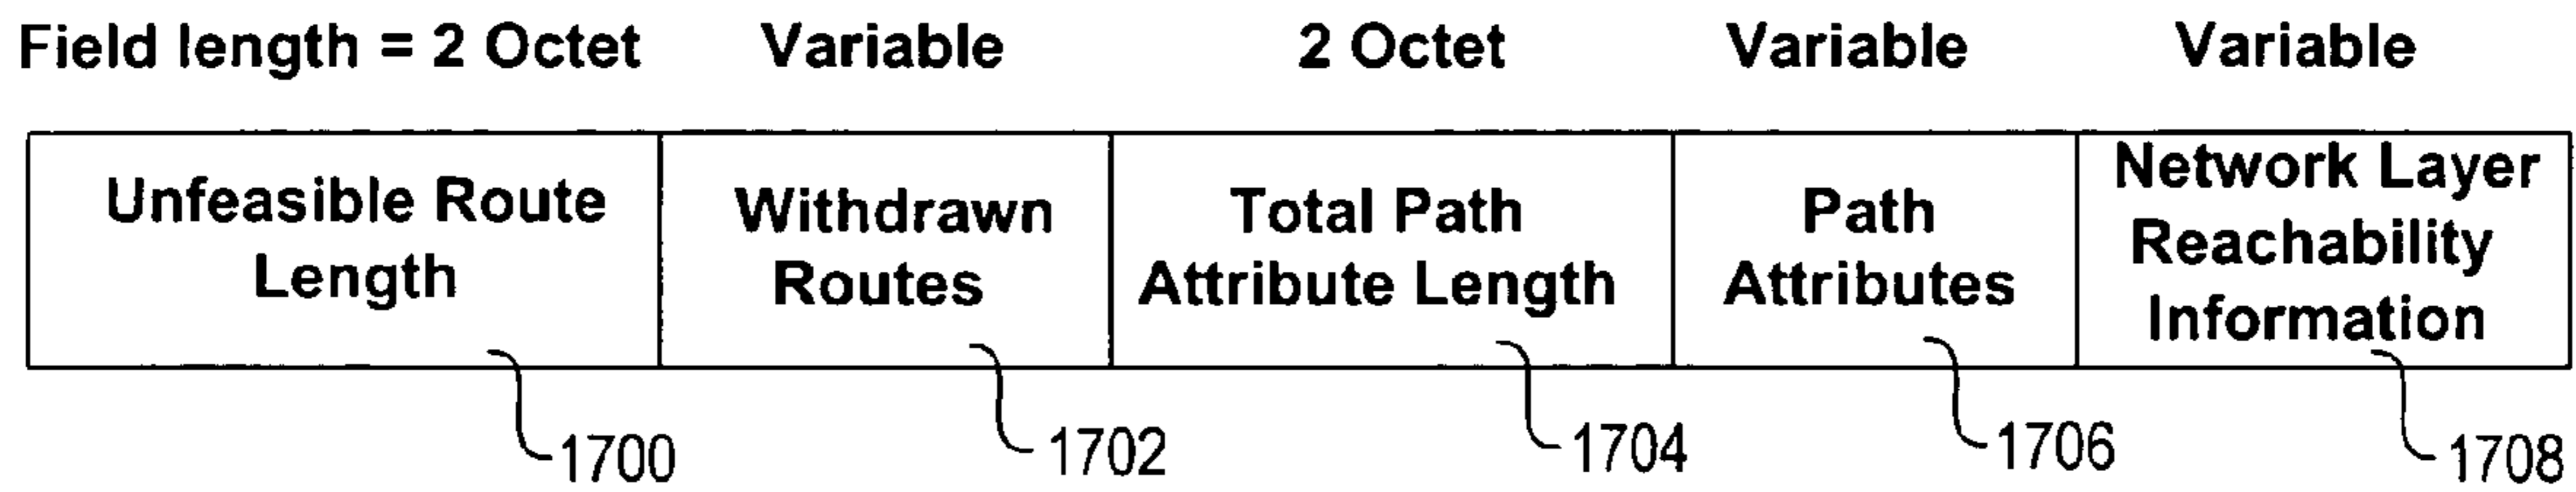 Field length = 2 Octet Variable 2 Octet Variable Variable
Unfeasible Route
Length
Withdrawn
Routes
Total Path
Attribute Length
Path
Attributes
Network Layer
Reachability
Information
1700
1702
1704
1706
1708